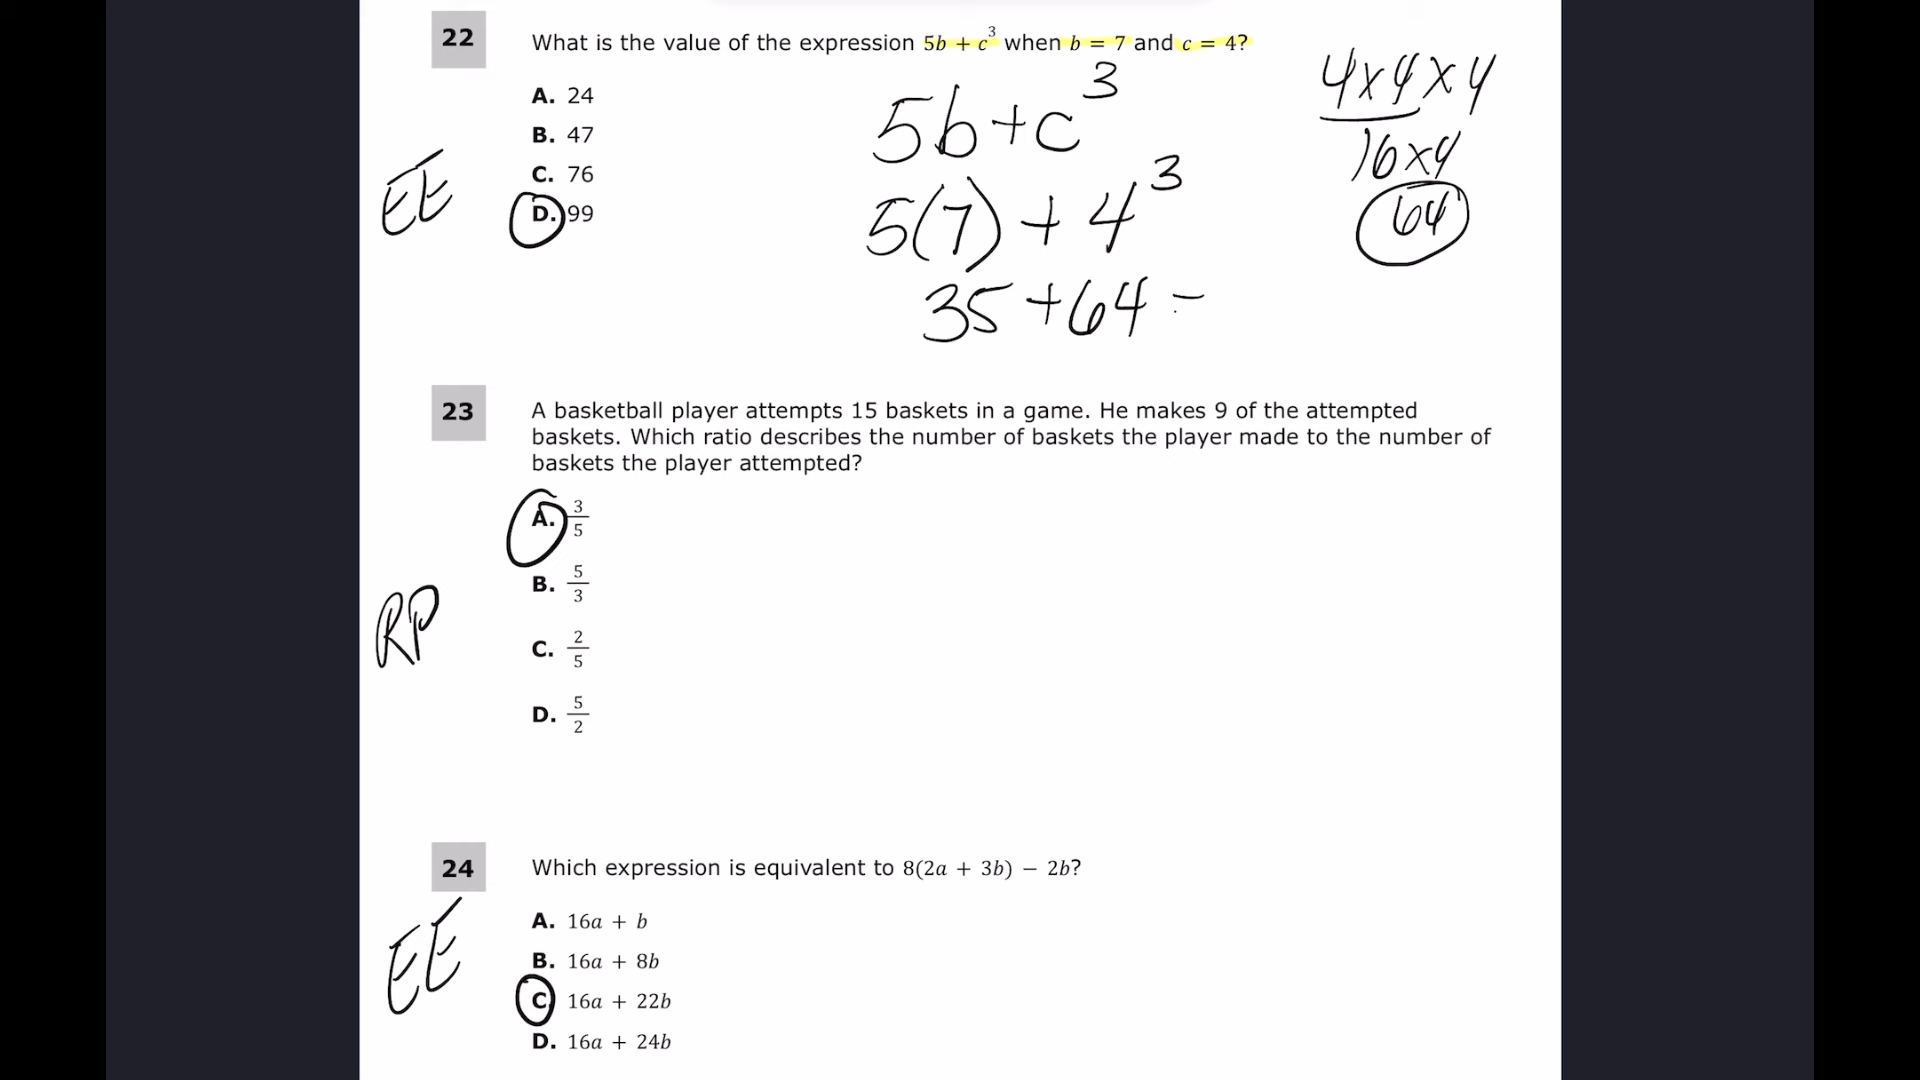 22 What is the value of the expression 5b + c³ when b = 7 and c = 4?
A. 24
B. 47
C. 76
D. 99
EE
5b+c³
5(7) + 4³
35+64 =
4x4x4
16x4
64
23 A basketball player attempts 15 baskets in a game. He makes 9 of the attempted
baskets. Which ratio describes the number of baskets the player made to the number of
baskets the player attempted?
A. 3/5
B. 5/3
C. 2/5
D. 5/2
RP
24 Which expression is equivalent to 8(2a + 3b) − 2b?
A. 16a + b
B. 16a + 8b
C 16a + 22b
D. 16a + 24b
EE